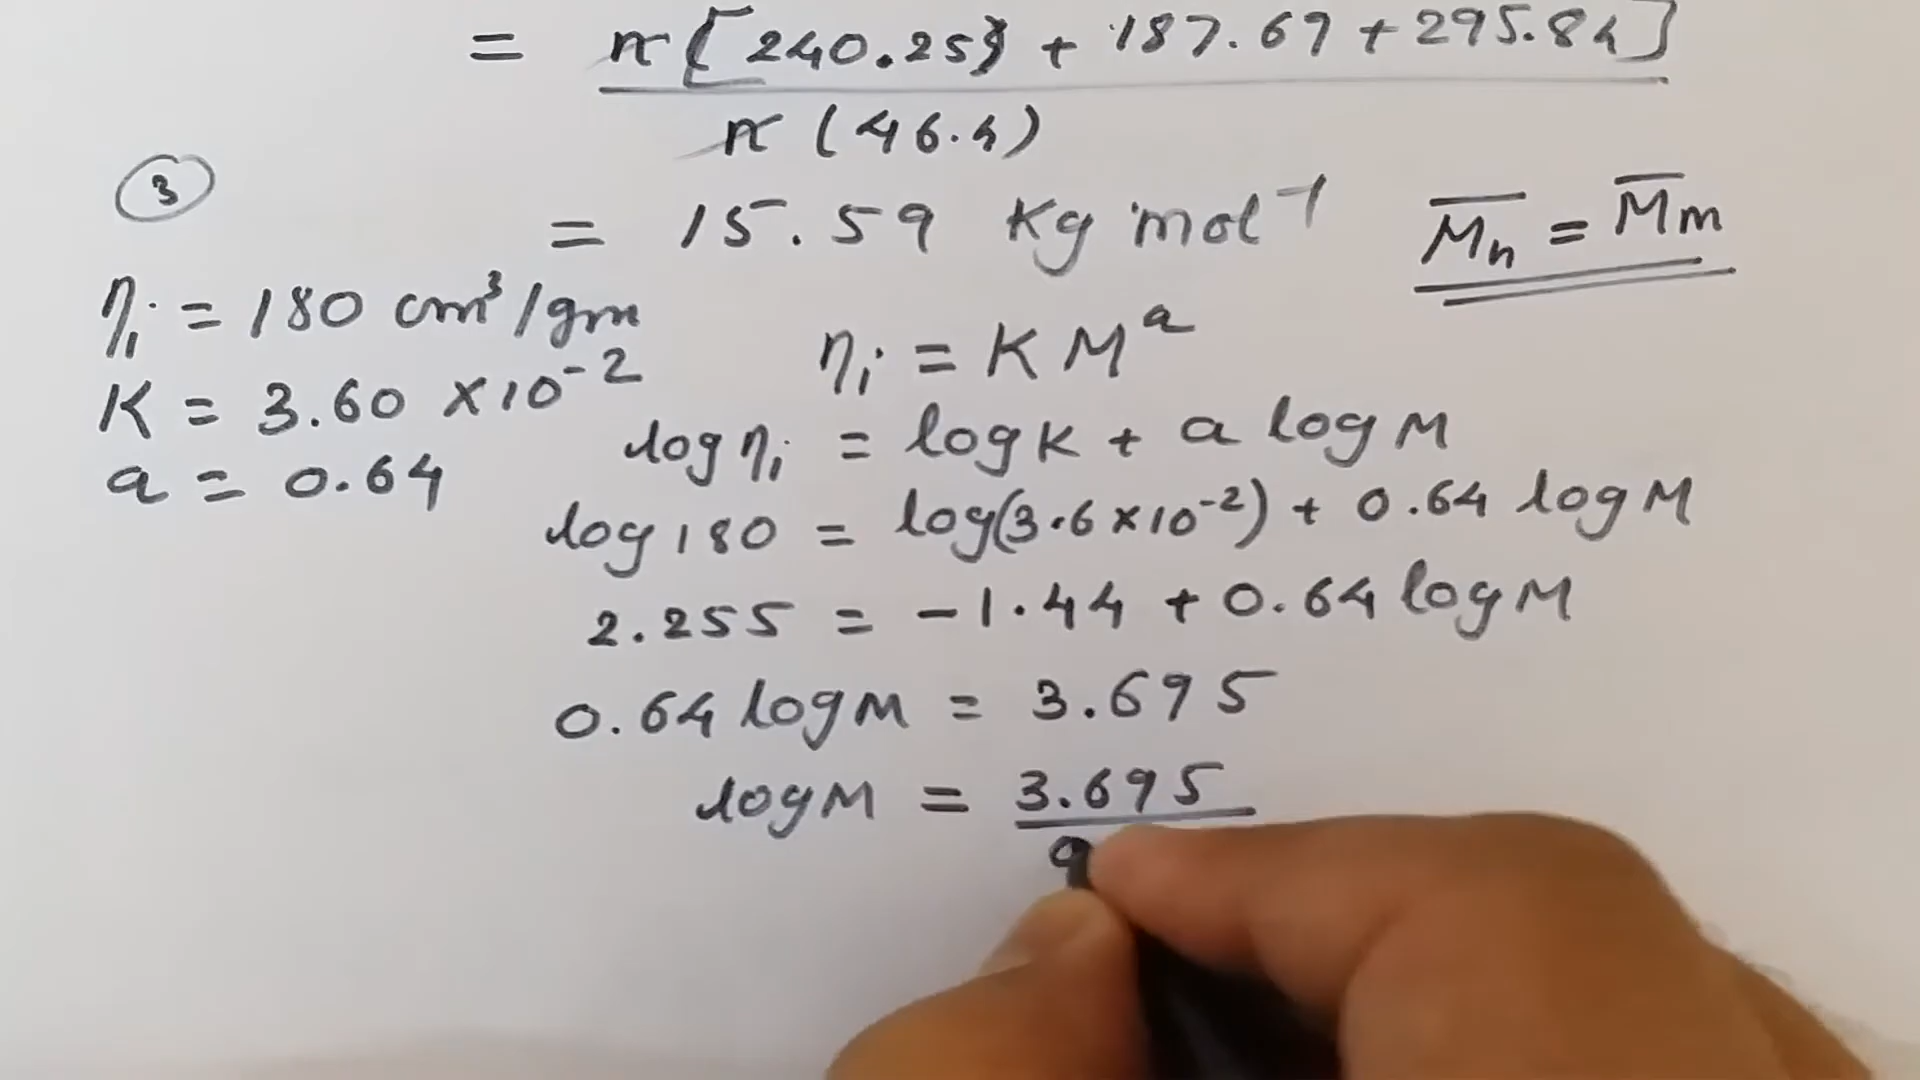 = n[240.25} + 187.69 + 295.84]
n (46.4)
3
= 15.59 Kg mol⁻¹
M̅n = M̅m
ηi = 180 cm³/gm
K = 3.60 ×10⁻²
a = 0.64
ηi = K Mᵃ
log ηi = log K + a log M
log 180 = log(3.6×10⁻²) + 0.64 log M
2.255 = -1.44 + 0.64 log M
0.64 log M = 3.695
log M = 3.695